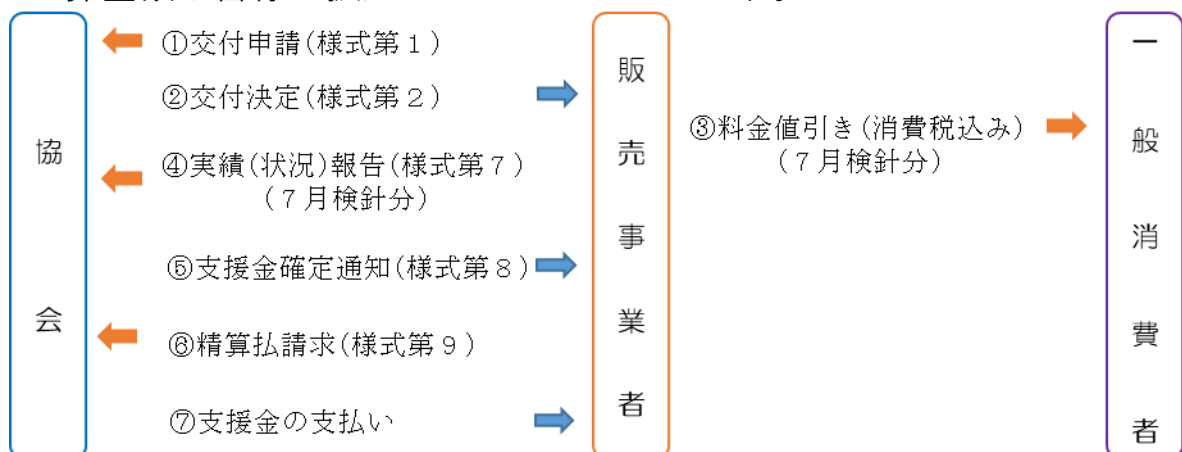 協会
①交付申請(様式第１)
②交付決定(様式第２)
④実績(状況)報告(様式第７)
(７月検針分)
⑤支援金確定通知(様式第８)
⑥精算払請求(様式第９)
⑦支援金の支払い
販売事業者
③料金値引き(消費税込み)
(７月検針分)
一般消費者